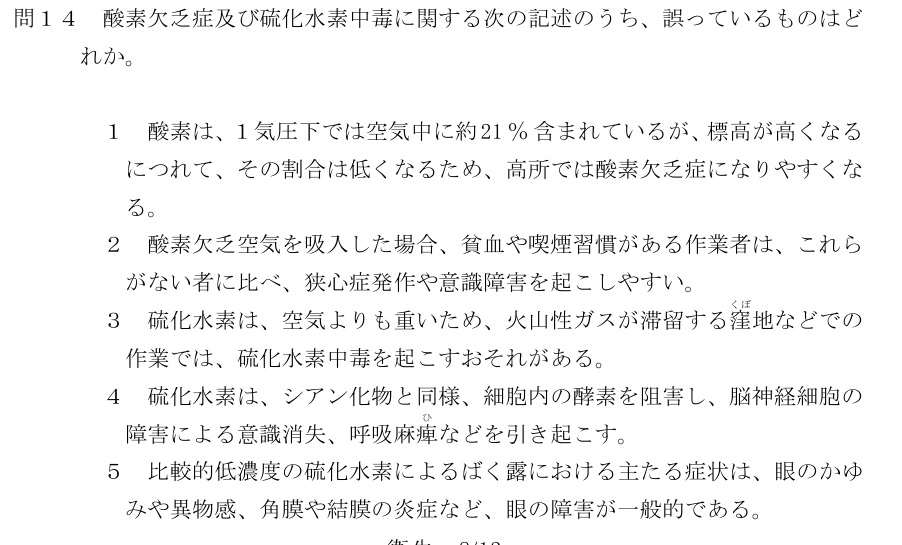 問１４　酸素欠乏症及び硫化水素中毒に関する次の記述のうち、誤っているものはど
れか。
１　酸素は、１気圧下では空気中に約21％含まれているが、標高が高くなる
につれて、その割合は低くなるため、高所では酸素欠乏症になりやすくな
る。
２　酸素欠乏空気を吸入した場合、貧血や喫煙習慣がある作業者は、これら
がない者に比べ、狭心症発作や意識障害を起こしやすい。
くぼ
３　硫化水素は、空気よりも重いため、火山性ガスが滞留する窪地などでの
作業では、硫化水素中毒を起こすおそれがある。
４　硫化水素は、シアン化物と同様、細胞内の酵素を阻害し、脳神経細胞の
ひ
障害による意識消失、呼吸麻痺などを引き起こす。
５　比較的低濃度の硫化水素によるばく露における主たる症状は、眼のかゆ
みや異物感、角膜や結膜の炎症など、眼の障害が一般的である。